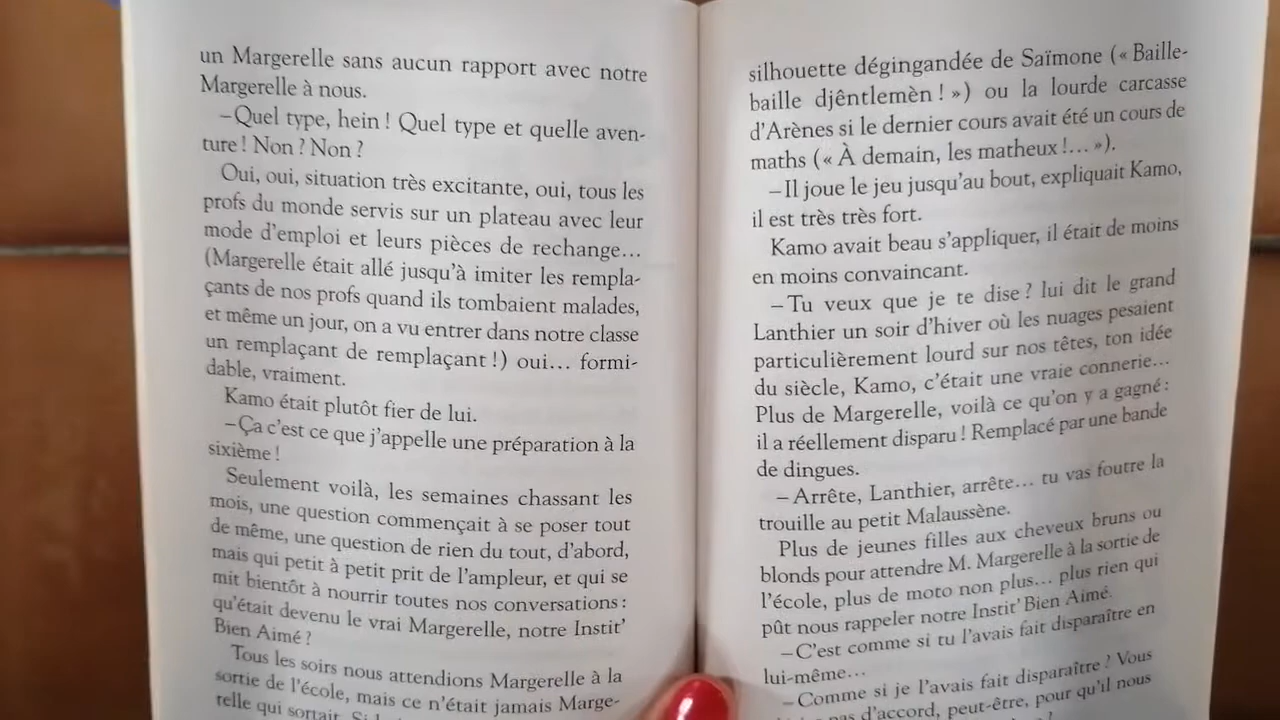 un Margerelle sans aucun rapport avec notre
Margerelle à nous.
– Quel type, hein ! Quel type et quelle aven-
ture ! Non ? Non ?
Oui, oui, situation très excitante, oui, tous les
profs du monde servis sur un plateau avec leur
mode d'emploi et leurs pièces de rechange…
(Margerelle était allé jusqu'à imiter les rempla-
çants de nos profs quand ils tombaient malades,
et même un jour, on a vu entrer dans notre classe
un remplaçant de remplaçant !) oui… formi-
dable, vraiment.
Kamo était plutôt fier de lui.
– Ça c'est ce que j'appelle une préparation à la
sixième !
Seulement voilà, les semaines chassant les
mois, une question commençait à se poser tout
de même, une question de rien du tout, d'abord,
mais qui petit à petit prit de l'ampleur, et qui se
mit bientôt à nourrir toutes nos conversations :
qu'était devenu le vrai Margerelle, notre Instit'
Bien Aimé ?
Tous les soirs nous attendions Margerelle à la
sortie de l'école, mais ce n'était jamais Marge-
relle qui sortait. Si
silhouette dégingandée de Saïmone (« Baille-
baille djêntlemèn ! ») ou la lourde carcasse
d'Arènes si le dernier cours avait été un cours de
maths (« À demain, les matheux !… »).
– Il joue le jeu jusqu'au bout, expliquait Kamo,
il est très très fort.
Kamo avait beau s'appliquer, il était de moins
en moins convaincant.
– Tu veux que je te dise ? lui dit le grand
Lanthier un soir d'hiver où les nuages pesaient
particulièrement lourd sur nos têtes, ton idée
du siècle, Kamo, c'était une vraie connerie…
Plus de Margerelle, voilà ce qu'on y a gagné :
il a réellement disparu ! Remplacé par une bande
de dingues.
– Arrête, Lanthier, arrête… tu vas foutre la
trouille au petit Malaussène.
Plus de jeunes filles aux cheveux bruns ou
blonds pour attendre M. Margerelle à la sortie de
l'école, plus de moto non plus… plus rien qui
pût nous rappeler notre Instit' Bien Aimé.
– C'est comme si tu l'avais fait disparaître en
lui-même…
– Comme si je l'avais fait disparaître ? Vous
pas d'accord, peut-être, pour qu'il nous